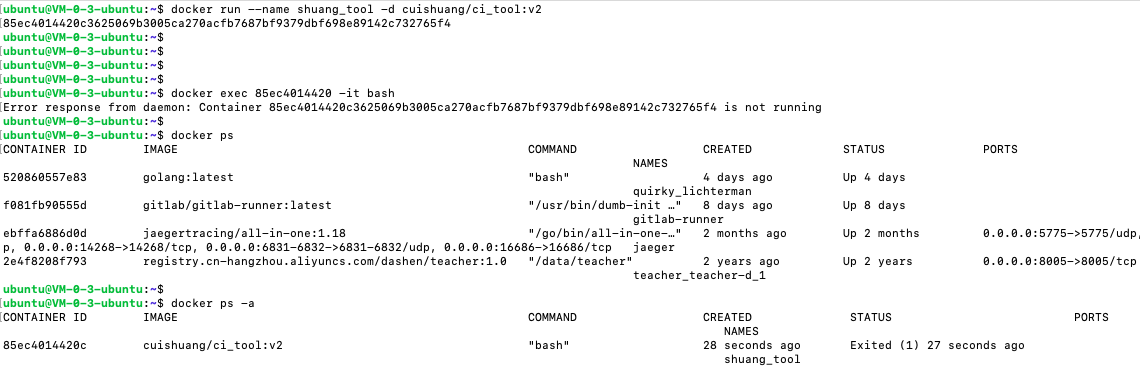 [ubuntu@VM-0-3-ubuntu:~$ docker run --name shuang_tool -d cuishuang/ci_tool:v2
85ec4014420c3625069b3005ca270acfb7687bf9379dbf698e89142c732765f4
ubuntu@VM-0-3-ubuntu:~$
[ubuntu@VM-0-3-ubuntu:~$
[ubuntu@VM-0-3-ubuntu:~$
[ubuntu@VM-0-3-ubuntu:~$
[ubuntu@VM-0-3-ubuntu:~$ docker exec 85ec4014420 -it bash
[Error response from daemon: Container 85ec4014420c3625069b3005ca270acfb7687bf9379dbf698e89142c732765f4 is not running
ubuntu@VM-0-3-ubuntu:~$
[ubuntu@VM-0-3-ubuntu:~$ docker ps
[CONTAINER ID        IMAGE                                                  COMMAND                  CREATED             STATUS              PORTS
NAMES
520860557e83        golang:latest                                          "bash"                   4 days ago          Up 4 days
quirky_lichterman
f081fb90555d        gitlab/gitlab-runner:latest                            "/usr/bin/dumb-init …"   8 days ago          Up 8 days
gitlab-runner
ebffa6886d0d        jaegertracing/all-in-one:1.18                          "/go/bin/all-in-one-…"   2 months ago        Up 2 months         0.0.0.0:5775->5775/udp,
p, 0.0.0.0:14268->14268/tcp, 0.0.0.0:6831-6832->6831-6832/udp, 0.0.0.0:16686->16686/tcp   jaeger
2e4f8208f793        registry.cn-hangzhou.aliyuncs.com/dashen/teacher:1.0   "/data/teacher"          2 years ago         Up 2 years          0.0.0.0:8005->8005/tcp
teacher_teacher-d_1
ubuntu@VM-0-3-ubuntu:~$
[ubuntu@VM-0-3-ubuntu:~$ docker ps -a
CONTAINER ID        IMAGE                                                  COMMAND                  CREATED              STATUS                          PORTS
NAMES
85ec4014420c        cuishuang/ci_tool:v2                                   "bash"                   28 seconds ago       Exited (1) 27 seconds ago
shuang_tool